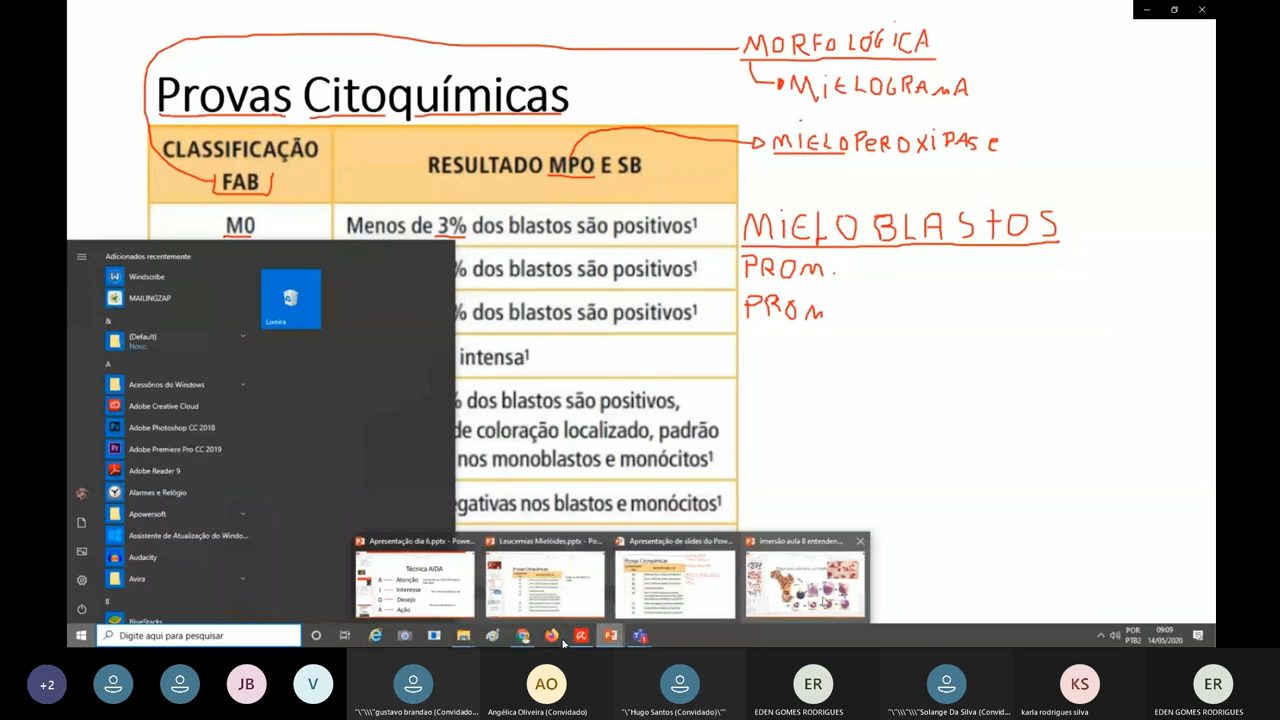 MORFOLÓGICA
MIELOGRAMA
Provas Citoquímicas
MIELOPEROXIDASE
CLASSIFICAÇÃO
FAB
RESULTADO MPO E SB
M0
Menos de 3% dos blastos são positivos¹
MIELOBLASTOS
PROM.
PROM
% dos blastos são positivos¹
% dos blastos são positivos¹
intensa¹
% dos blastos são positivos,
de coloração localizado, padrão
nos monoblastos e monócitos¹
egativas nos blastos e monócitos¹
Adicionados recentemente
Windscribe
MAILINGZAP
&
(Default)
Novo
A
Acessórios do Windows
Adobe Creative Cloud
Adobe Photoshop CC 2018
Adobe Premiere Pro CC 2019
Adobe Reader 9
Alarmes e Relógio
Apowersoft
Assistente de Atualização do Windo...
Audacity
Avira
B
BlueStacks
Lixeira
Apresentação dia 6.pptx - Powe...
Leucemias Mielóides.pptx - Po...
Apresentação de slides do Pow...
imersão aula 8 entenden...
Técnica AIDA
A Atenção
I Interesse
D Desejo
A Ação
Provas Citoquímicas
Provas Citoquímicas
Digite aqui para pesquisar
POR
PTB2
09:09
14/05/2020
+2
JB
V
AO
ER
KS
ER
"\"\\\"gustavo brandao (Convidado...
Angélica Oliveira (Convidado)
"\"Hugo Santos (Convidado)\""
EDEN GOMES RODRIGUES
"\"\\\"\\\\\"Solange Da Silva (Convid...
karla rodrigues silva
EDEN GOMES RODRIGUES